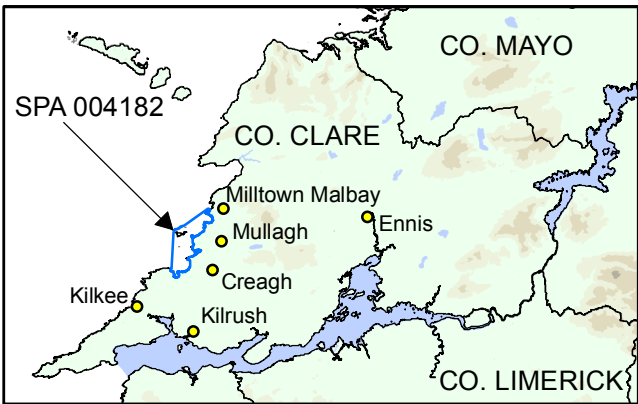 CO. MAYO
SPA 004182
CO. CLARE
Milltown Malbay
Ennis
Mullagh
Creagh
Kilkee
Kilrush
CO. LIMERICK